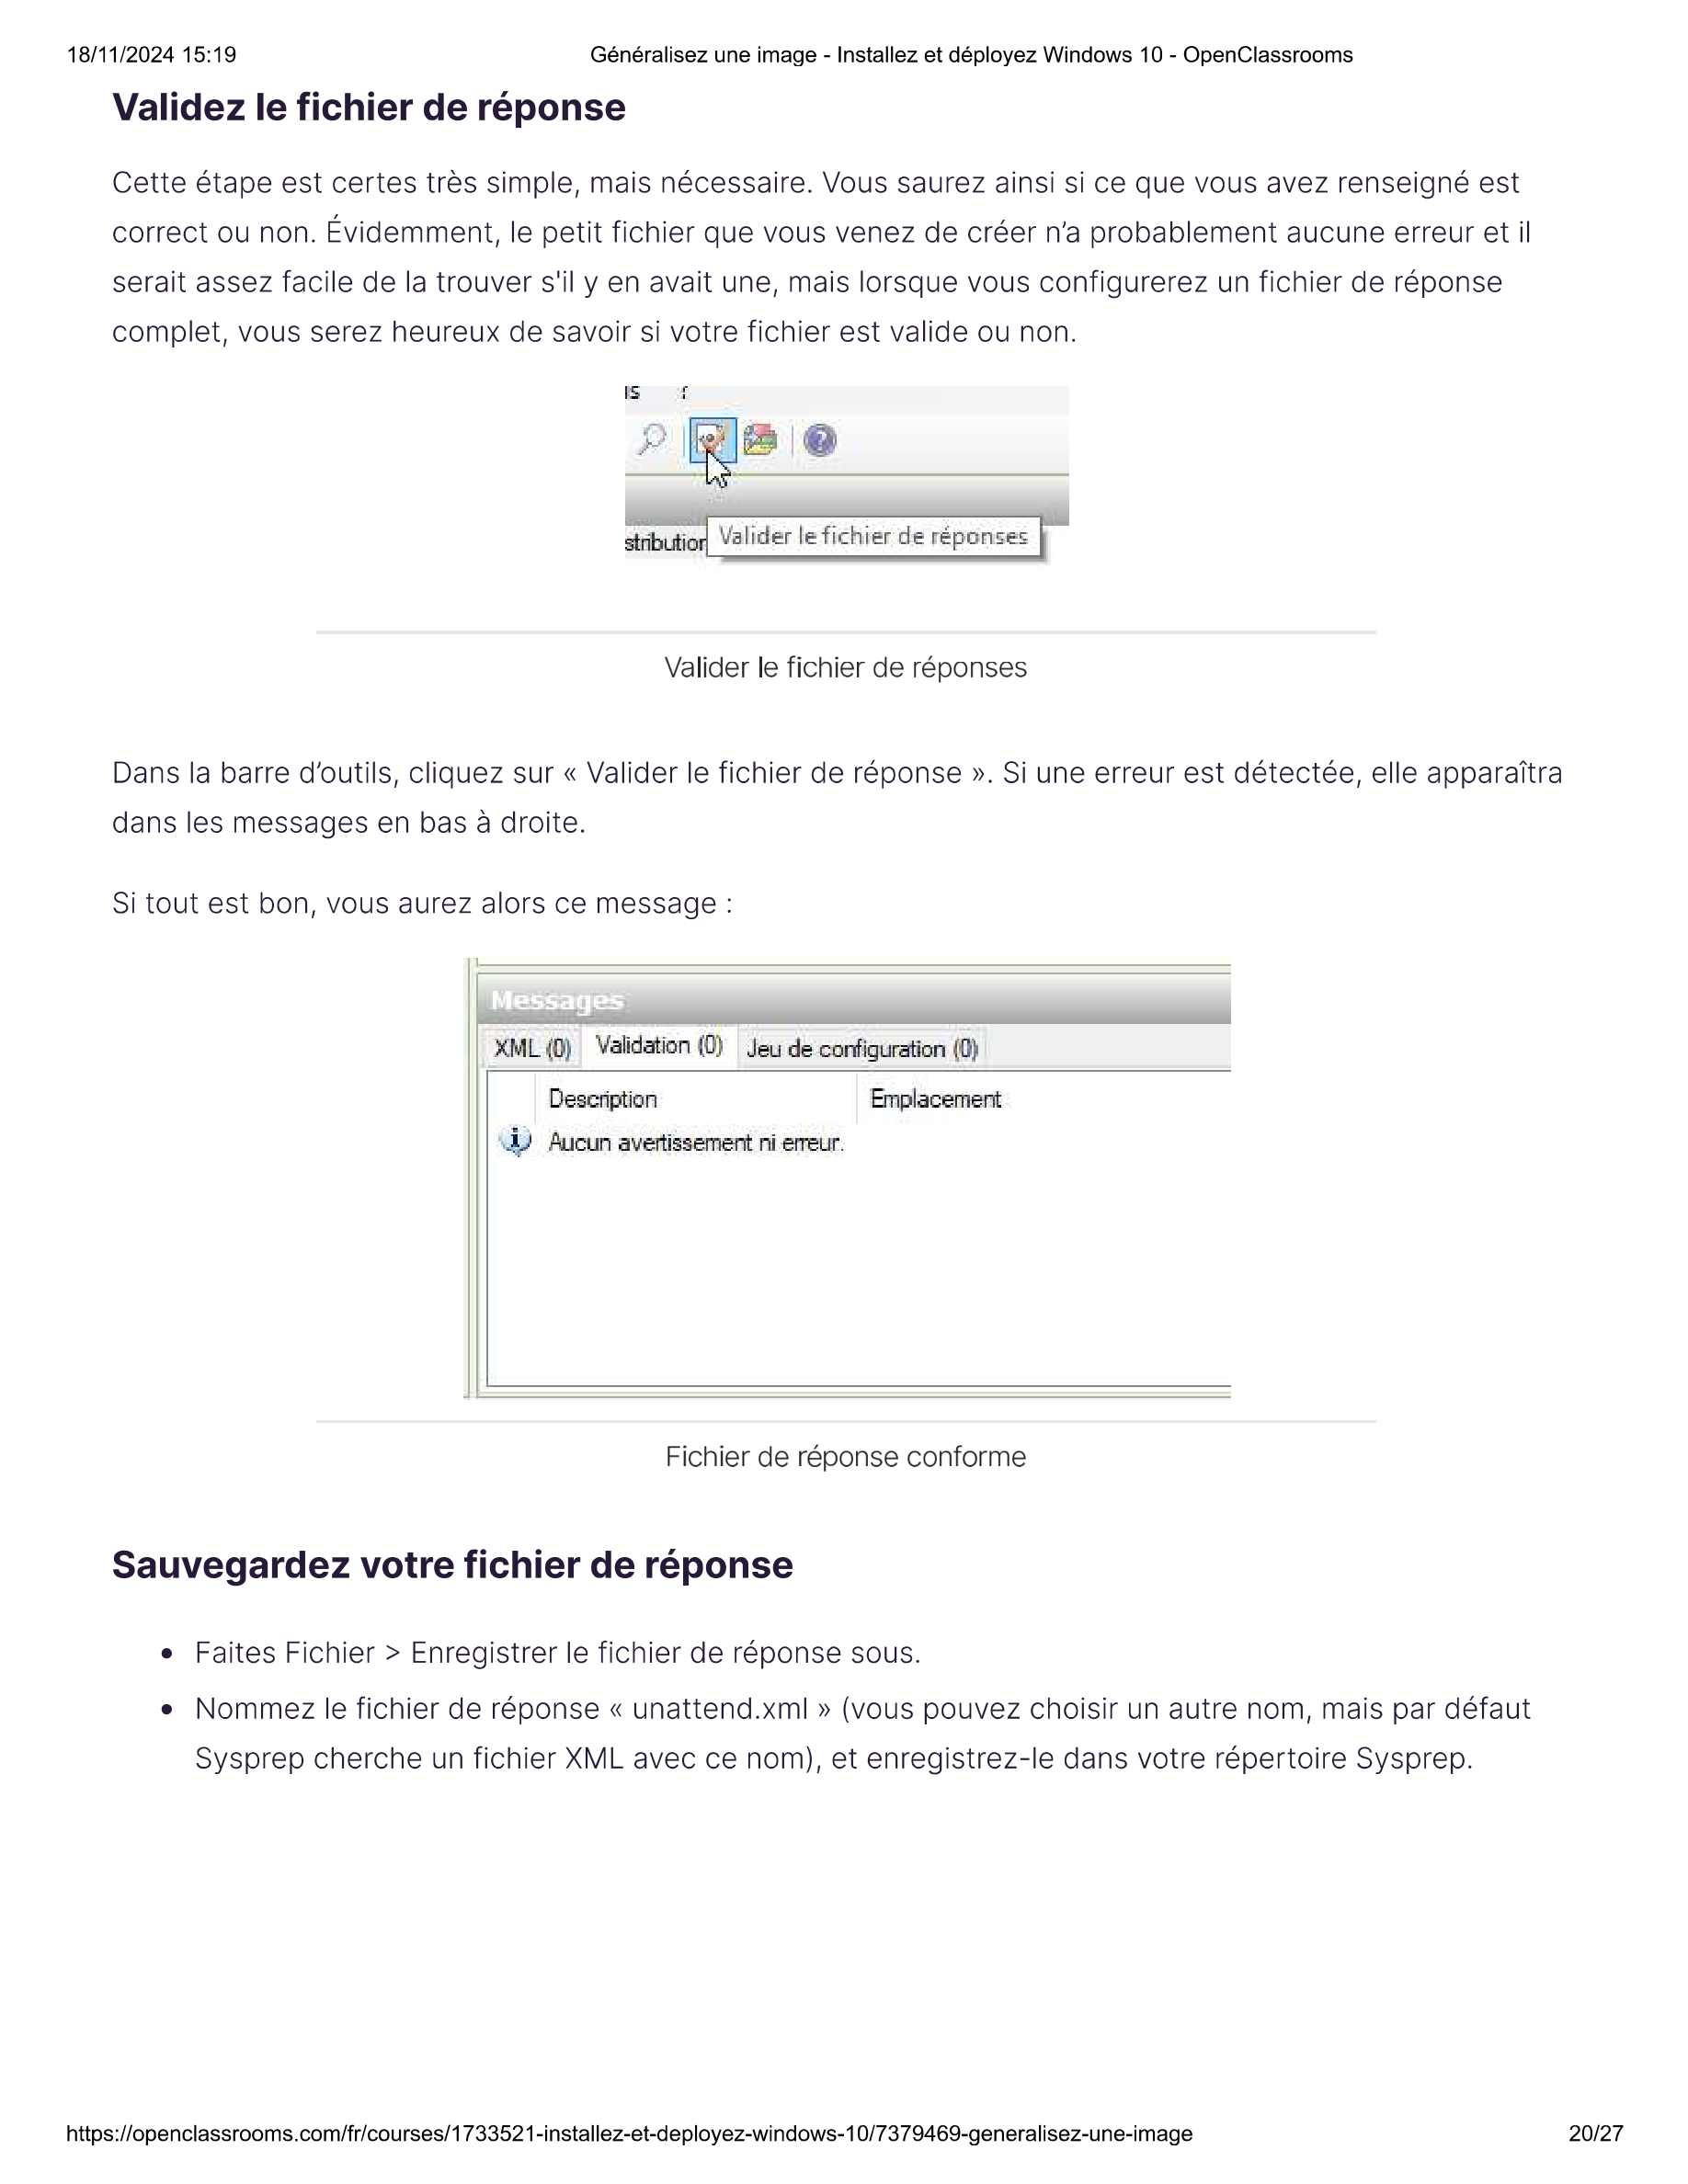 18/11/2024 15:19
Généralisez une image - Installez et déployez Windows 10 - OpenClassrooms
Validez le fichier de réponse
Cette étape est certes très simple, mais nécessaire. Vous saurez ainsi si ce que vous avez renseigné est
correct ou non. Évidemment, le petit fichier que vous venez de créer n’a probablement aucune erreur et il
serait assez facile de la trouver s'il y en avait une, mais lorsque vous configurerez un fichier de réponse
complet, vous serez heureux de savoir si votre fichier est valide ou non.
Valider le fichier de réponses
Valider le fichier de réponses
Dans la barre d’outils, cliquez sur « Valider le fichier de réponse ». Si une erreur est détectée, elle apparaîtra
dans les messages en bas à droite.
Si tout est bon, vous aurez alors ce message :
Messages
XML (0) Validation (0) Jeu de configuration (0)
Description Emplacement
Aucun avertissement ni erreur.
Fichier de réponse conforme
Sauvegardez votre fichier de réponse
• Faites Fichier > Enregistrer le fichier de réponse sous.
• Nommez le fichier de réponse « unattend.xml » (vous pouvez choisir un autre nom, mais par défaut
Sysprep cherche un fichier XML avec ce nom), et enregistrez-le dans votre répertoire Sysprep.
https://openclassrooms.com/fr/courses/1733521-installez-et-deployez-windows-10/7379469-generalisez-une-image
20/27